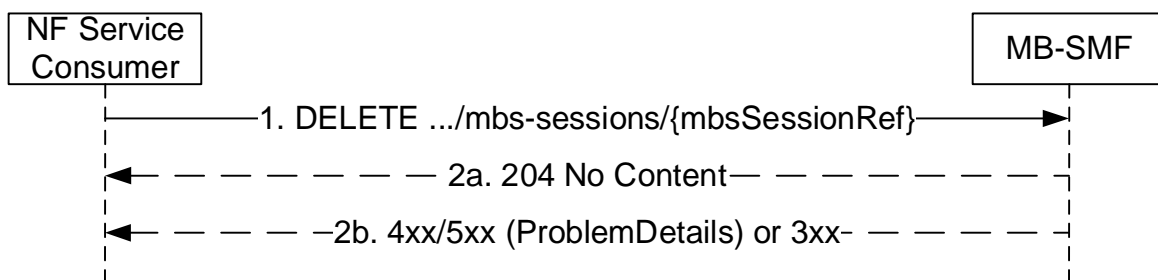 NF Service
Consumer
MB-SMF
1. DELETE .../mbs-sessions/{mbsSessionRef}
2a. 204 No Content
2b. 4xx/5xx (ProblemDetails) or 3xx